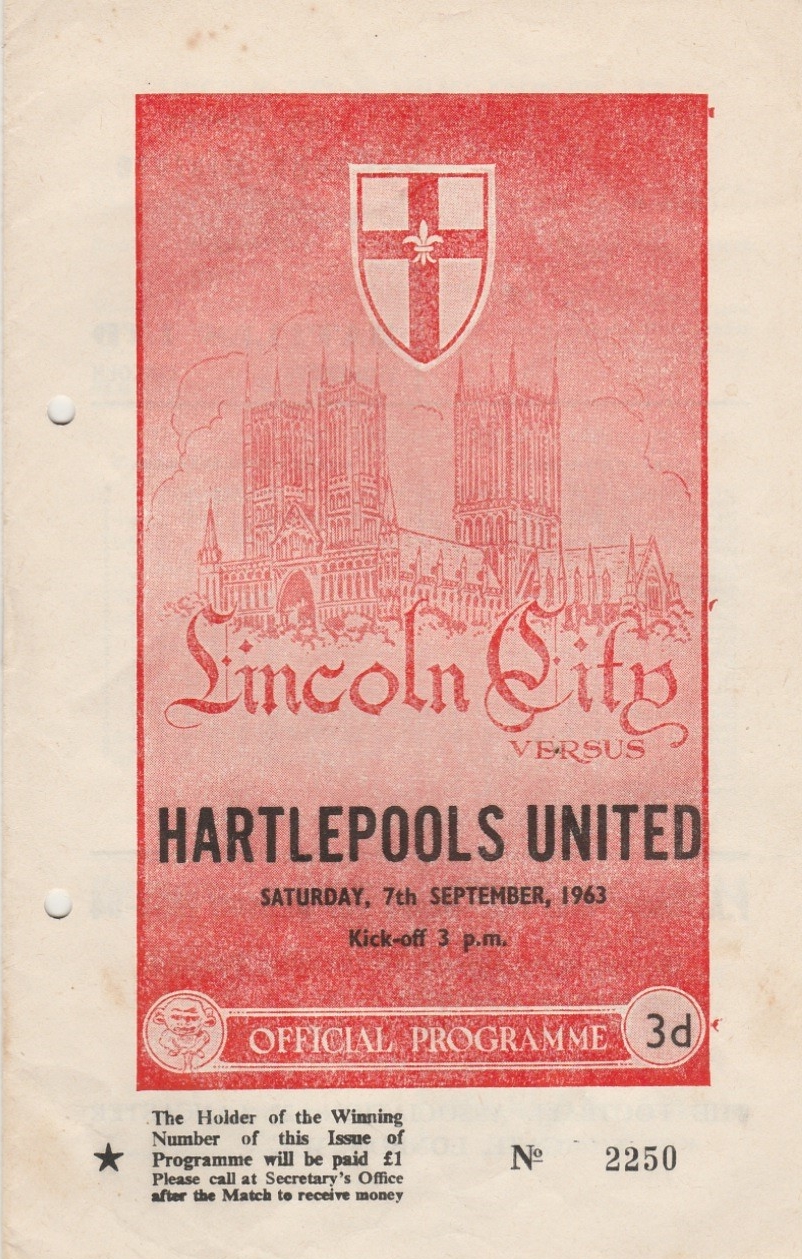 Lincoln City
VERSUS
HARTLEPOOLS UNITED
SATURDAY, 7th SEPTEMBER, 1963
Kick-off 3 p.m.
OFFICIAL PROGRAMME 3d
The Holder of the Winning
Number of this Issue of
★ Programme will be paid £1
Please call at Secretary's Office
after the Match to receive money
Nº 2250